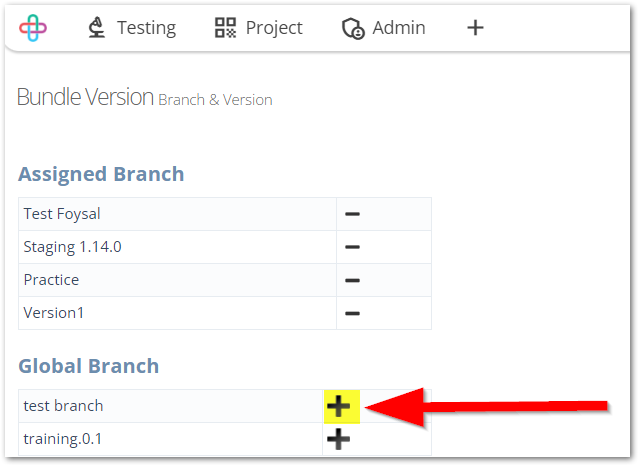 Testing Project Admin
Bundle Version Branch & Version
Assigned Branch
Test Foysal
Staging 1.14.0
Practice
Version1
Global Branch
test branch
training.0.1